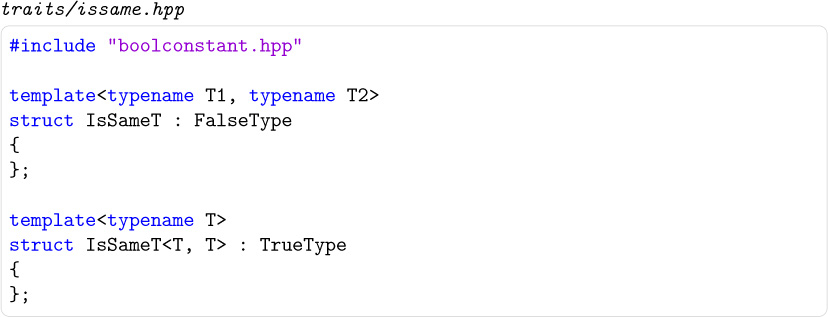 traits/issame.hpp
#include "boolconstant.hpp"
template<typename T1, typename T2>
struct IsSameT : FalseType
{
};
template<typename T>
struct IsSameT<T, T> : TrueType
{
};